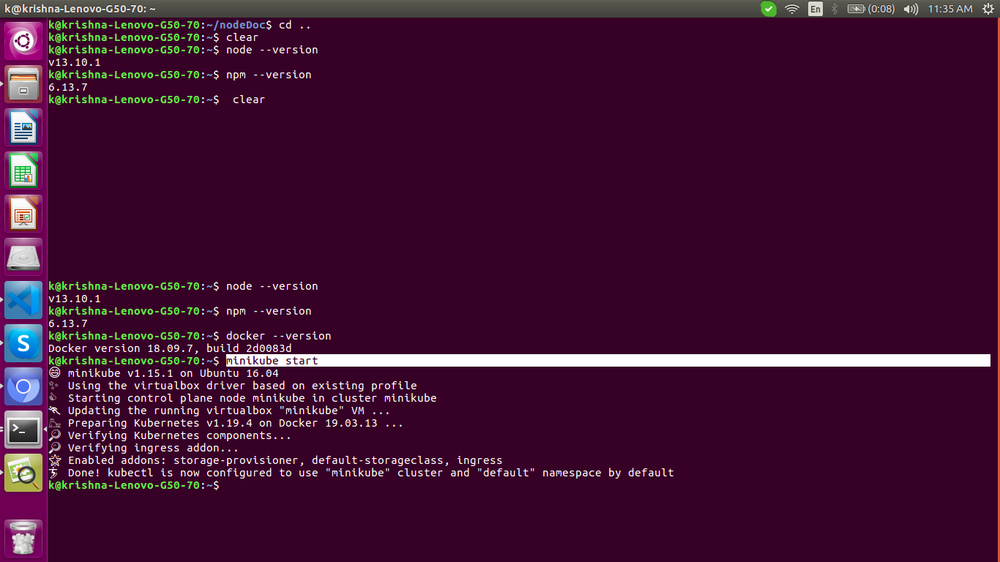 k@krishna-Lenovo-G50-70: ~
En
(0:08)
11:35 AM
k@krishna-Lenovo-G50-70:~/nodeDoc$ cd ..
k@krishna-Lenovo-G50-70:~$ clear
k@krishna-Lenovo-G50-70:~$ node --version
v13.10.1
k@krishna-Lenovo-G50-70:~$ npm --version
6.13.7
k@krishna-Lenovo-G50-70:~$  clear
k@krishna-Lenovo-G50-70:~$ node --version
v13.10.1
k@krishna-Lenovo-G50-70:~$ npm --version
6.13.7
k@krishna-Lenovo-G50-70:~$ docker --version
Docker version 18.09.7, build 2d0083d
k@krishna-Lenovo-G50-70:~$ minikube start
minikube v1.15.1 on Ubuntu 16.04
Using the virtualbox driver based on existing profile
Starting control plane node minikube in cluster minikube
Updating the running virtualbox "minikube" VM ...
Preparing Kubernetes v1.19.4 on Docker 19.03.13 ...
Verifying Kubernetes components...
Verifying ingress addon...
Enabled addons: storage-provisioner, default-storageclass, ingress
Done! kubectl is now configured to use "minikube" cluster and "default" namespace by default
k@krishna-Lenovo-G50-70:~$
S
>_